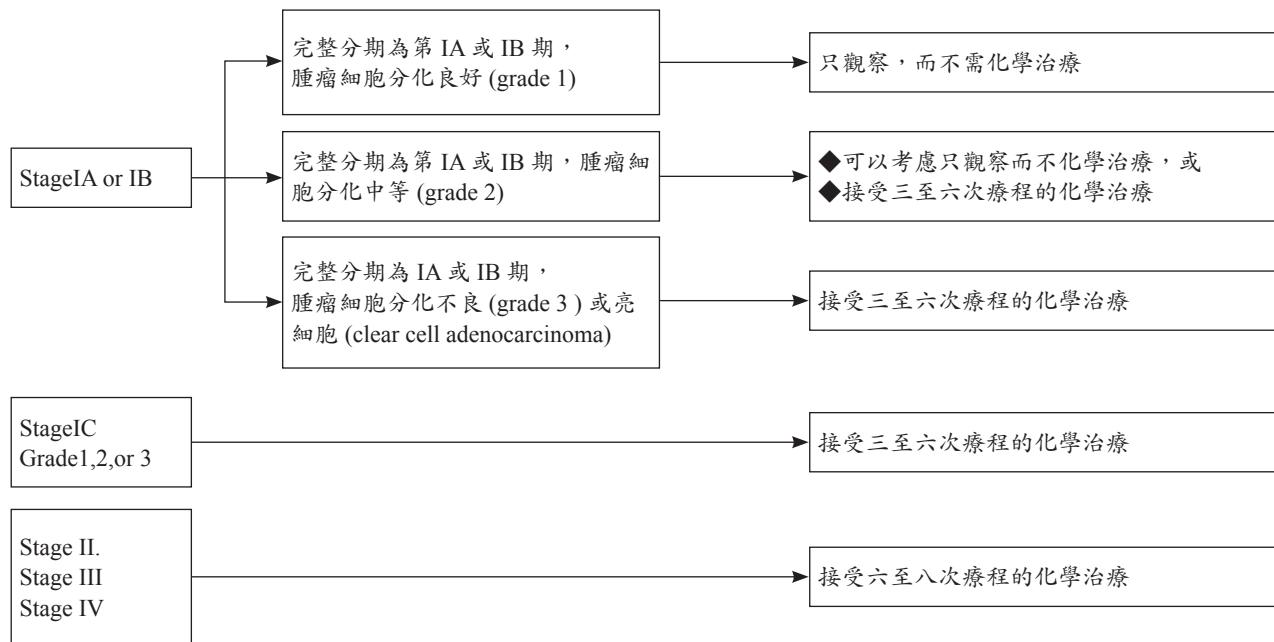 StageIA or IB
完整分期為第 IA 或 IB 期，
腫瘤細胞分化良好 (grade 1)
只觀察，而不需化學治療
完整分期為第 IA 或 IB 期，腫瘤細
胞分化中等 (grade 2)
◆可以考慮只觀察而不化學治療，或
◆接受三至六次療程的化學治療
完整分期為 IA 或 IB 期，
腫瘤細胞分化不良 (grade 3 ) 或亮
細胞 (clear cell adenocarcinoma)
接受三至六次療程的化學治療
StageIC
Grade1,2,or 3
接受三至六次療程的化學治療
Stage II.
Stage III
Stage IV
接受六至八次療程的化學治療